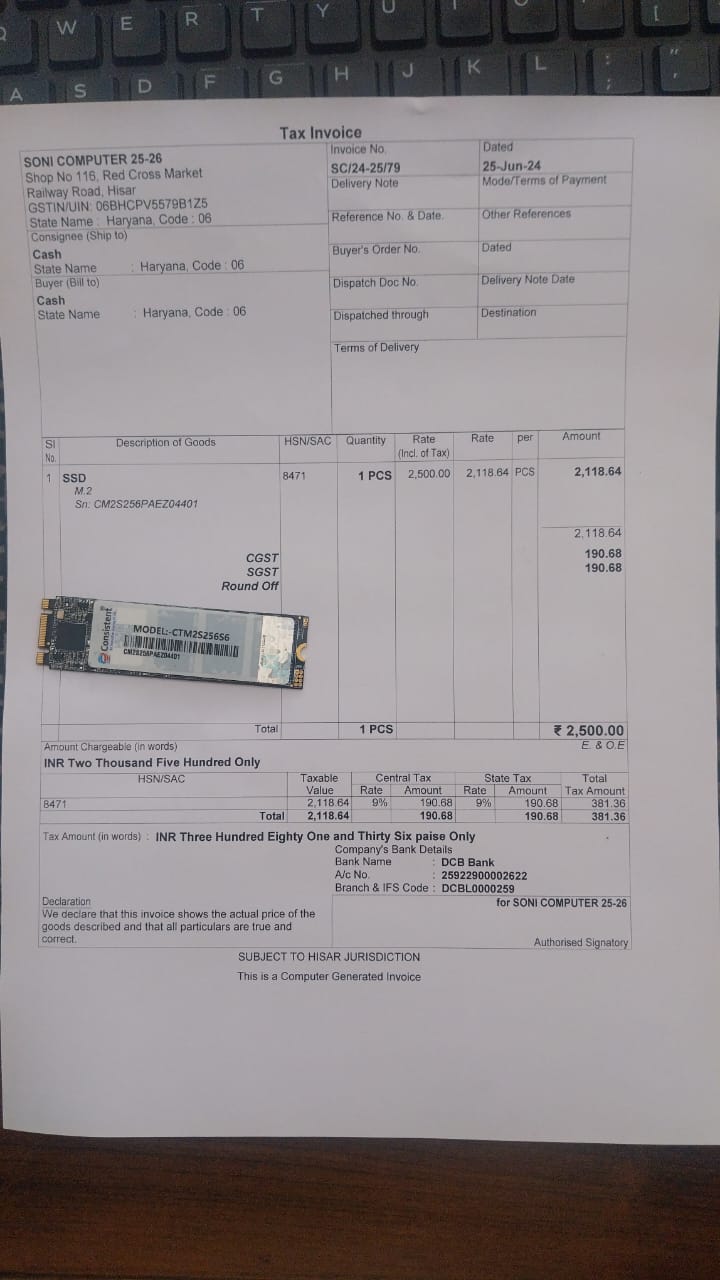 W E R T Y U
A S D F G H J K L : ; " ' [
Tax Invoice
SONI COMPUTER 25-26
Shop No 116, Red Cross Market
Railway Road, Hisar
GSTIN/UIN: 06BHCPV5579B1Z5
State Name : Haryana, Code : 06
Invoice No.
SC/24-25/79
Dated
25-Jun-24
Delivery Note
Mode/Terms of Payment
Reference No. & Date.
Other References
Consignee (Ship to)
Cash
State Name : Haryana, Code : 06
Buyer's Order No.
Dated
Dispatch Doc No.
Delivery Note Date
Buyer (Bill to)
Cash
State Name : Haryana, Code : 06
Dispatched through
Destination
Terms of Delivery
Sl No. Description of Goods HSN/SAC Quantity Rate (Incl. of Tax) Rate per Amount
1 SSD 8471 1 PCS 2,500.00 2,118.64 PCS 2,118.64
M.2
Sn: CM2S256PAEZ04401
2,118.64
CGST 190.68
SGST 190.68
Round Off
Consistent
MODEL:-CTM2S256S6
Total 1 PCS ₹ 2,500.00
Amount Chargeable (in words) E. & O.E
INR Two Thousand Five Hundred Only
HSN/SAC Taxable Value Central Tax Rate Amount State Tax Rate Amount Total Tax Amount
8471 2,118.64 9% 190.68 9% 190.68 381.36
Total 2,118.64 190.68 190.68 381.36
Tax Amount (in words) : INR Three Hundred Eighty One and Thirty Six paise Only
Company's Bank Details
Bank Name : DCB Bank
A/c No. : 25922900002622
Branch & IFS Code : DCBL0000259
Declaration
We declare that this invoice shows the actual price of the
goods described and that all particulars are true and
correct.
for SONI COMPUTER 25-26
Authorised Signatory
SUBJECT TO HISAR JURISDICTION
This is a Computer Generated Invoice